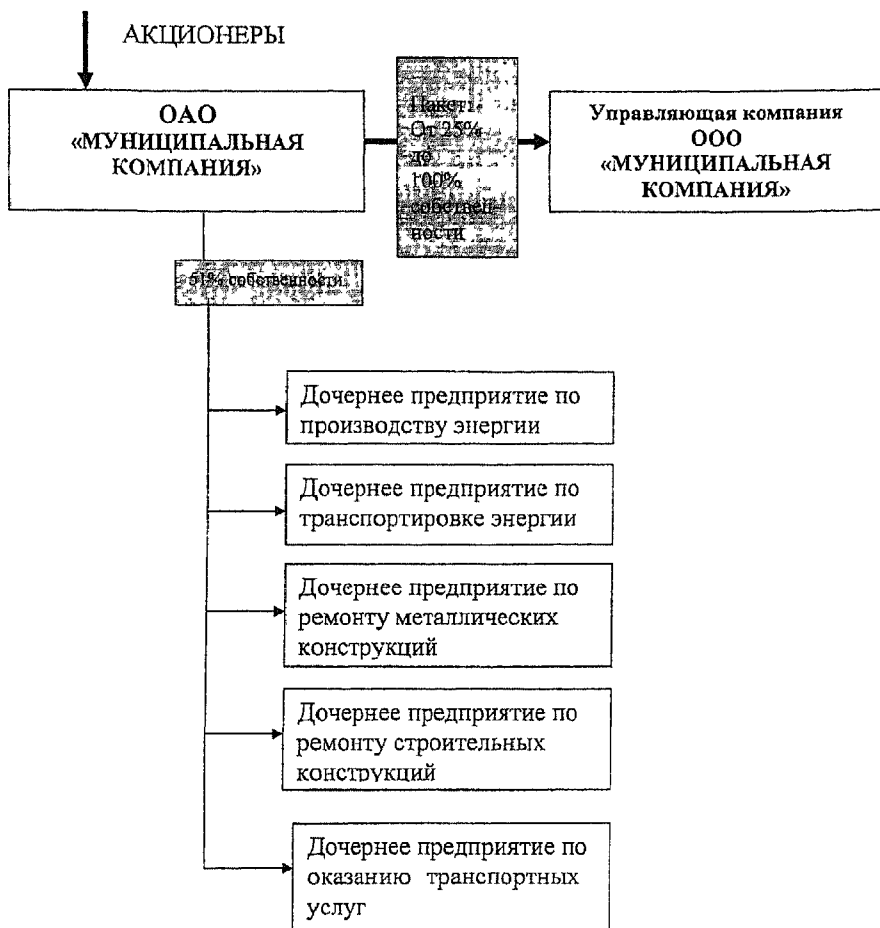 АКЦИОНЕРЫ
ОАО
«МУНИЦИПАЛЬНАЯ
КОМПАНИЯ»
Пакет:
От 25%
до
100%
собствен-
ности
Управляющая компания
ООО
«МУНИЦИПАЛЬНАЯ
КОМПАНИЯ»
51% собственности
Дочернее предприятие по
производству энергии
Дочернее предприятие по
транспортировке энергии
Дочернее предприятие по
ремонту металлических
конструкций
Дочернее предприятие по
ремонту строительных
конструкций
Дочернее предприятие по
оказанию транспортных
услуг